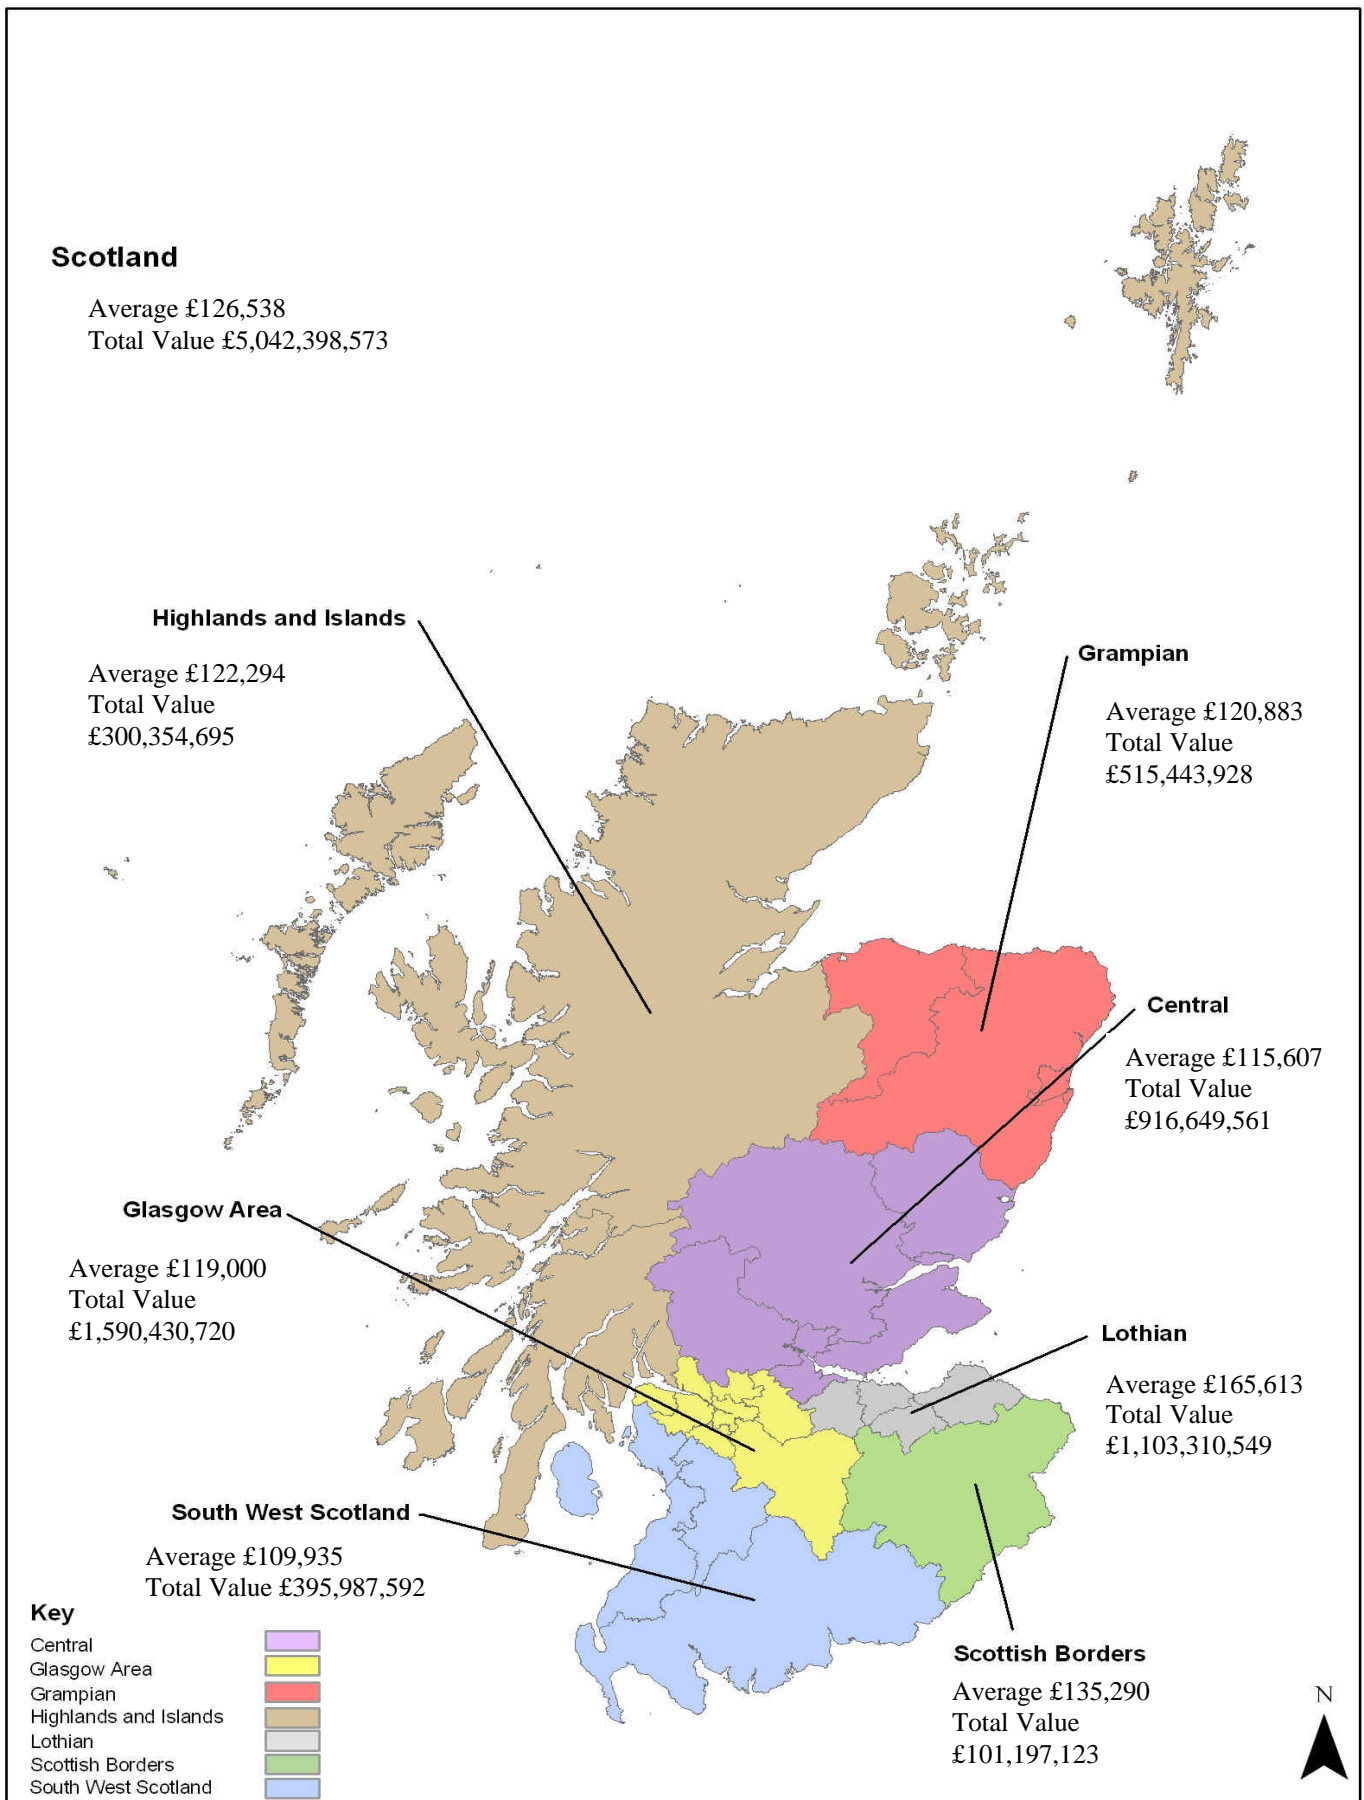 Scotland
Average £126,538
Total Value £5,042,398,573
Highlands and Islands
Average £122,294
Total Value
£300,354,695
Grampian
Average £120,883
Total Value
£515,443,928
Central
Average £115,607
Total Value
£916,649,561
Glasgow Area
Average £119,000
Total Value
£1,590,430,720
Lothian
Average £165,613
Total Value
£1,103,310,549
South West Scotland
Average £109,935
Total Value £395,987,592
Scottish Borders
Average £135,290
Total Value
£101,197,123
Key
Central
Glasgow Area
Grampian
Highlands and Islands
Lothian
Scottish Borders
South West Scotland
N